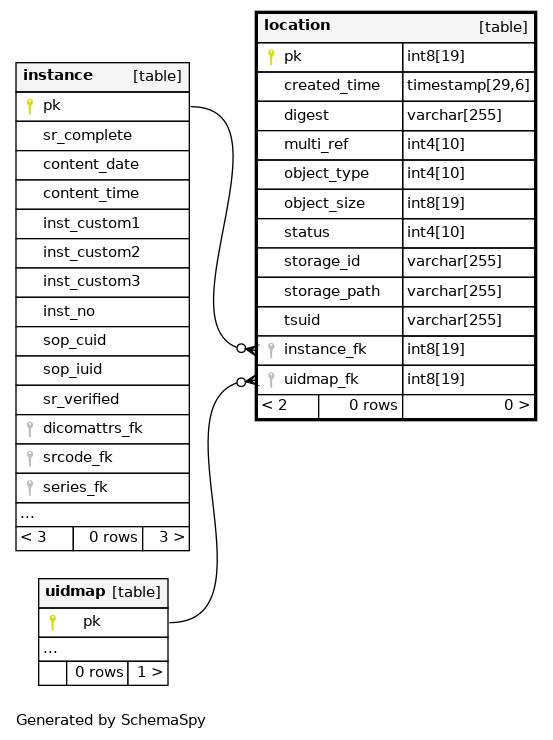 location [table]
pk int8[19]
created_time timestamp[29,6]
digest varchar[255]
multi_ref int4[10]
object_type int4[10]
object_size int8[19]
status int4[10]
storage_id varchar[255]
storage_path varchar[255]
tsuid varchar[255]
instance_fk int8[19]
uidmap_fk int8[19]
< 2 0 rows 0 >
instance [table]
pk
sr_complete
content_date
content_time
inst_custom1
inst_custom2
inst_custom3
inst_no
sop_cuid
sop_iuid
sr_verified
dicomattrs_fk
srcode_fk
series_fk
...
< 3 0 rows 3 >
uidmap [table]
pk
...
0 rows 1 >
Generated by SchemaSpy